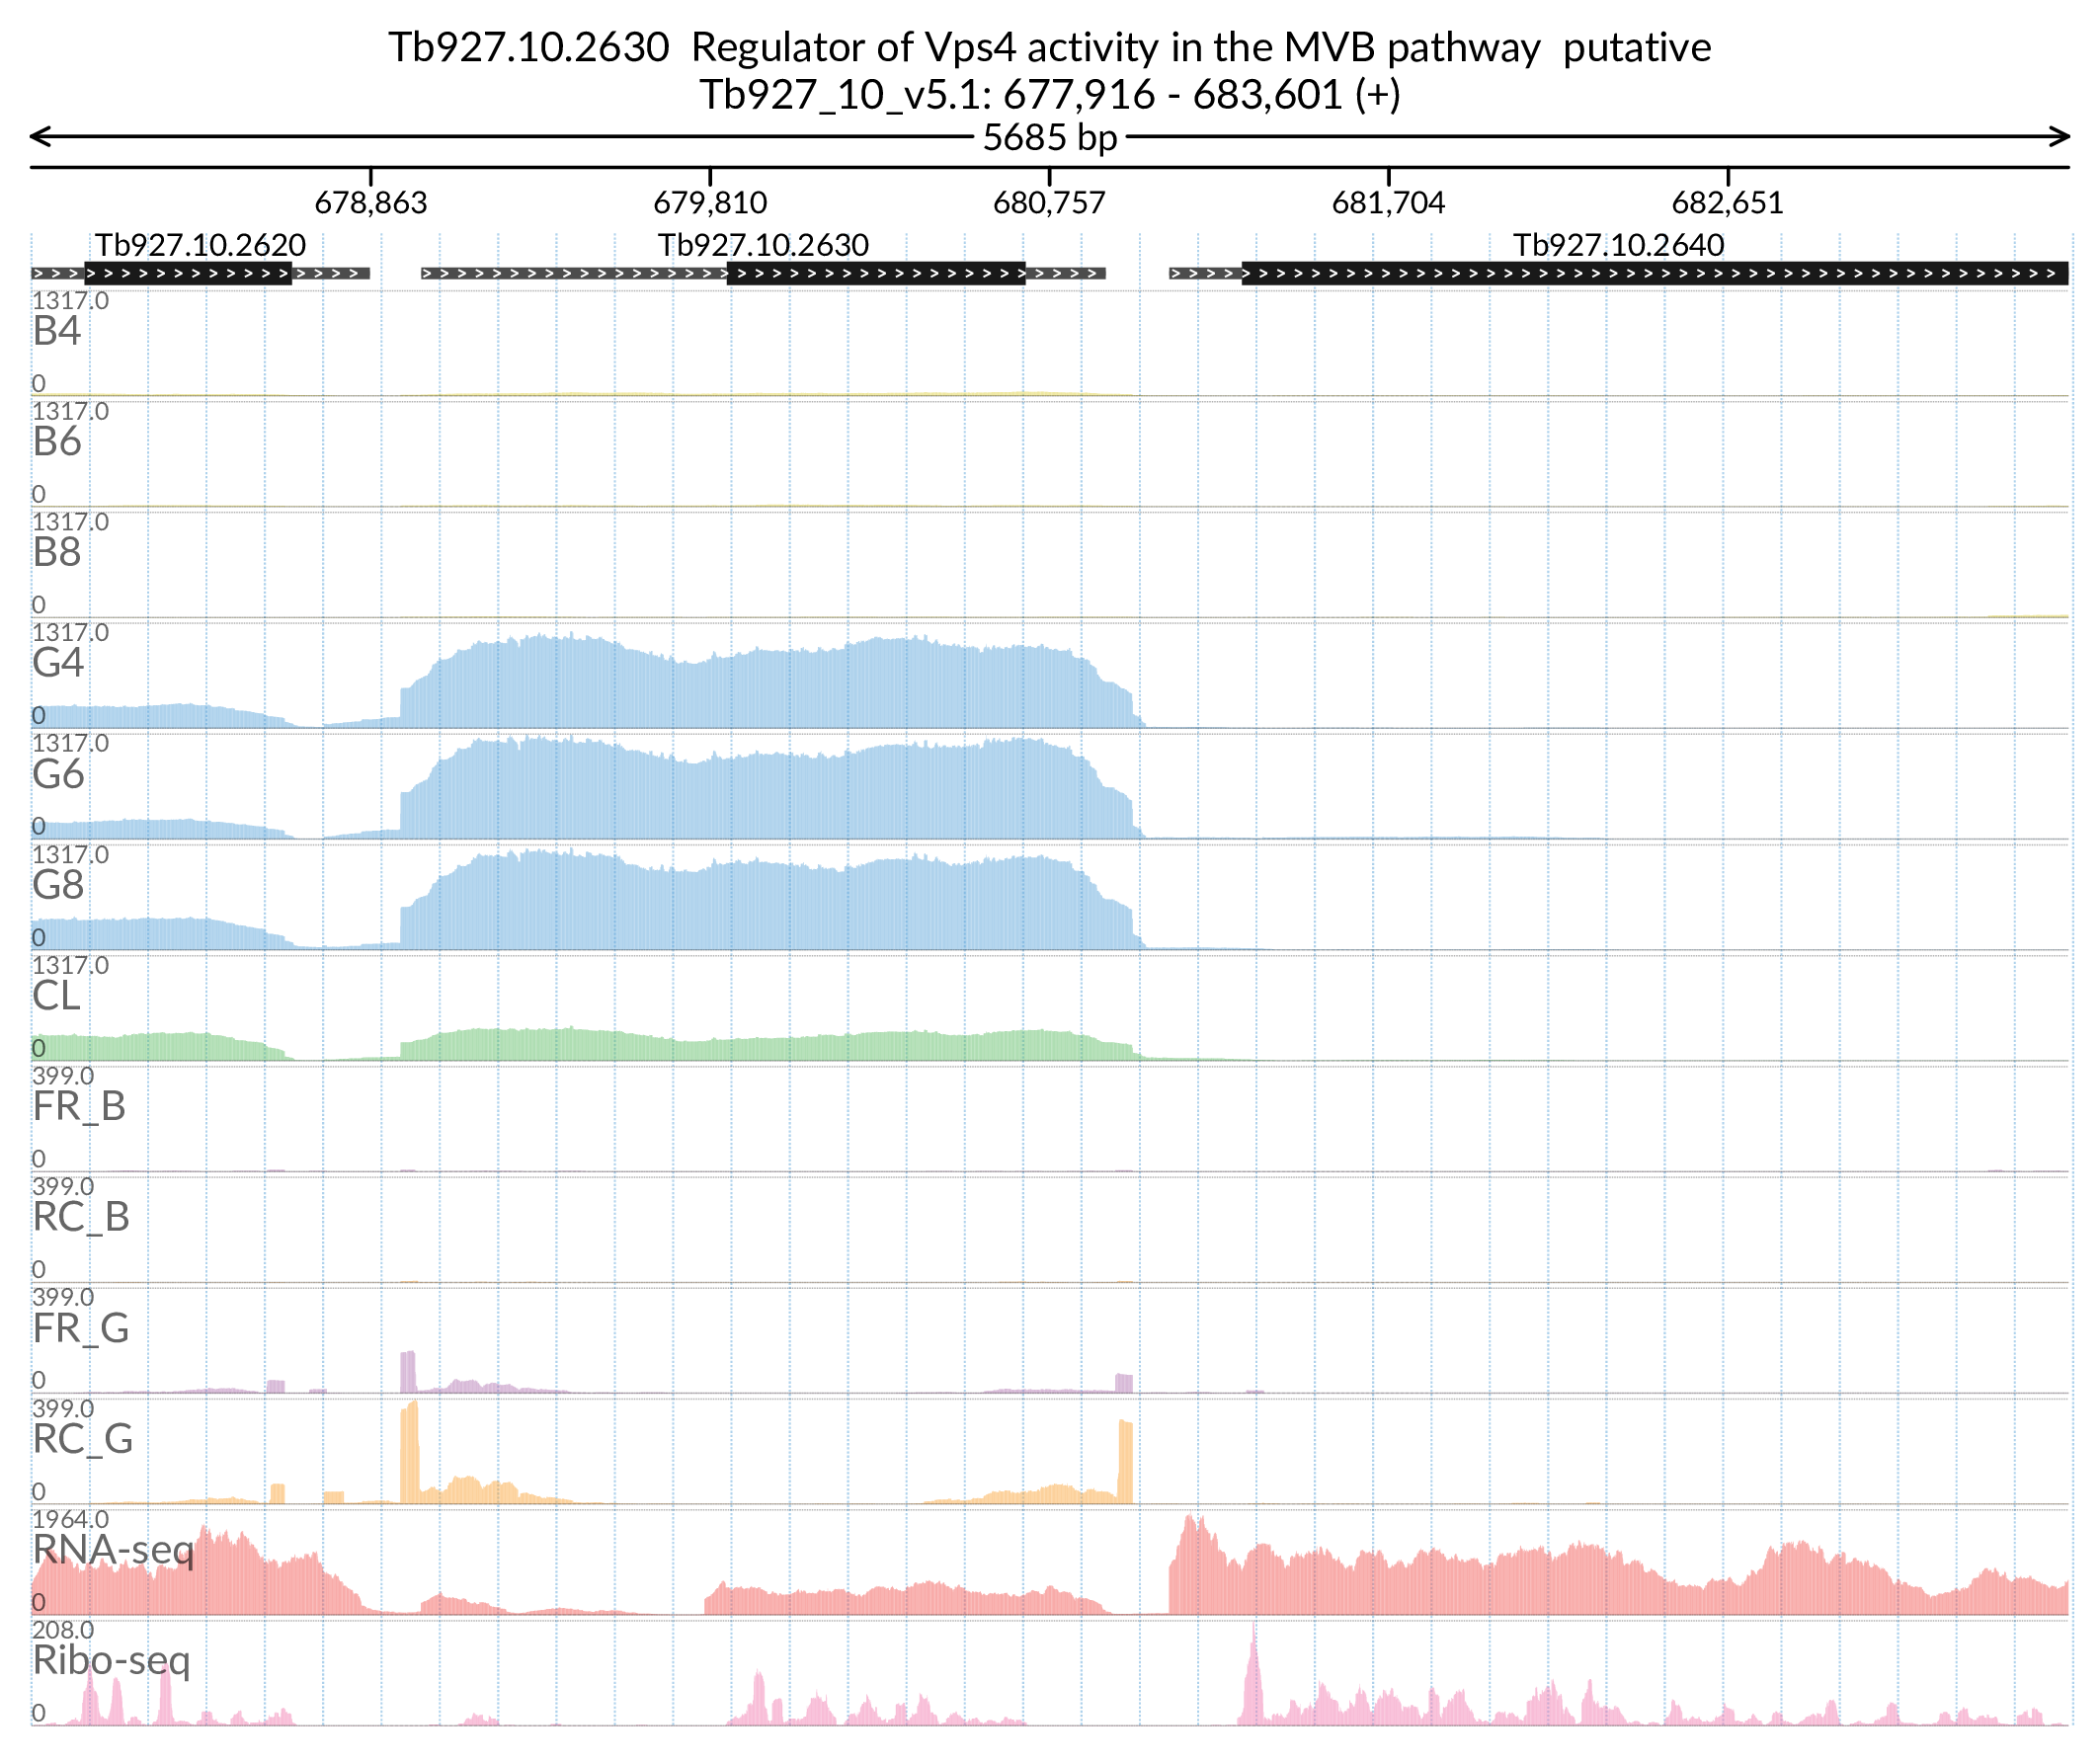 Tb927.10.2630  Regulator of Vps4 activity in the MVB pathway  putative
Tb927_10_v5.1: 677,916 - 683,601 (+)
5685 bp
678,863 679,810 680,757 681,704 682,651
Tb927.10.2620 Tb927.10.2630 Tb927.10.2640
1317.0
B4
0
1317.0
B6
0
1317.0
B8
0
1317.0
G4
0
1317.0
G6
0
1317.0
G8
0
1317.0
CL
0
399.0
FR_B
0
399.0
RC_B
0
399.0
FR_G
0
399.0
RC_G
0
1964.0
RNA-seq
0
208.0
Ribo-seq
0